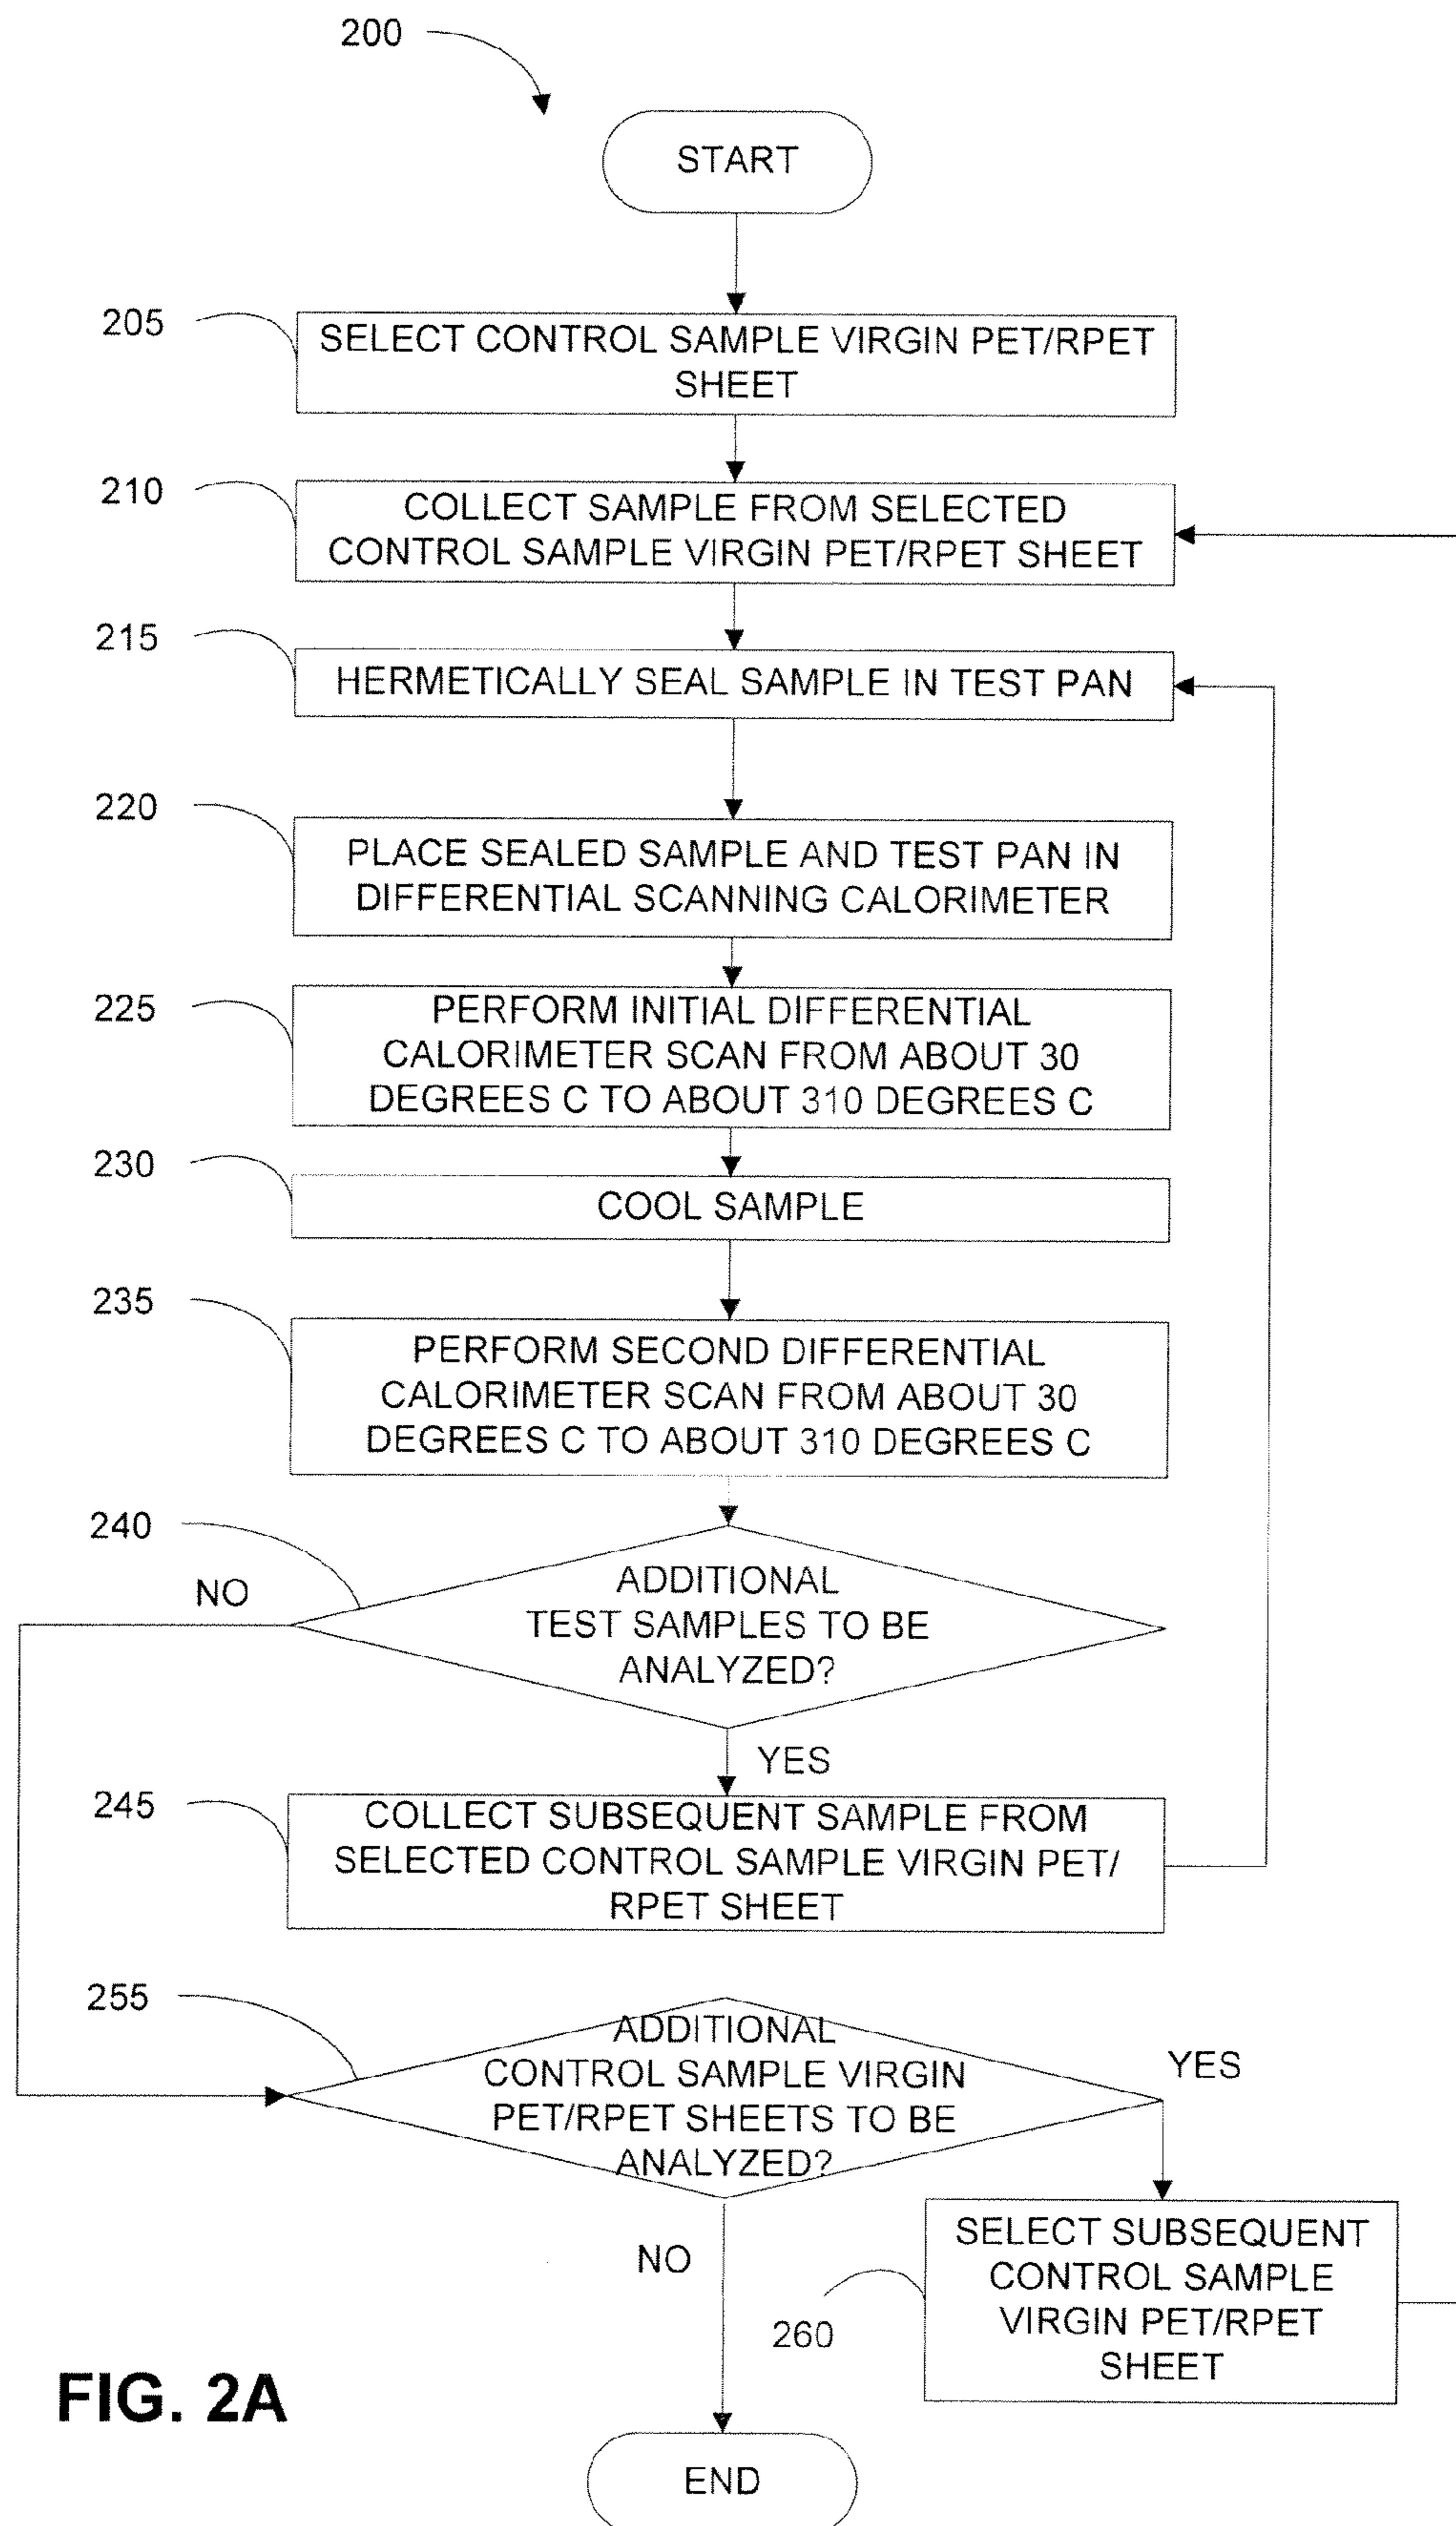 200
START
205
SELECT CONTROL SAMPLE VIRGIN PET/RPET
SHEET
210
COLLECT SAMPLE FROM SELECTED
CONTROL SAMPLE VIRGIN PET/RPET SHEET
215
HERMETICALLY SEAL SAMPLE IN TEST PAN
220
PLACE SEALED SAMPLE AND TEST PAN IN
DIFFERENTIAL SCANNING CALORIMETER
225
PERFORM INITIAL DIFFERENTIAL
CALORIMETER SCAN FROM ABOUT 30
DEGREES C TO ABOUT 310 DEGREES C
230
COOL SAMPLE
235
PERFORM SECOND DIFFERENTIAL
CALORIMETER SCAN FROM ABOUT 30
DEGREES C TO ABOUT 310 DEGREES C
240
NO
ADDITIONAL
TEST SAMPLES TO BE
ANALYZED?
YES
245
COLLECT SUBSEQUENT SAMPLE FROM
SELECTED CONTROL SAMPLE VIRGIN PET/
RPET SHEET
255
ADDITIONAL
CONTROL SAMPLE VIRGIN
PET/RPET SHEETS TO BE
ANALYZED?
YES
NO
260
SELECT SUBSEQUENT
CONTROL SAMPLE
VIRGIN PET/RPET
SHEET
FIG. 2A
END